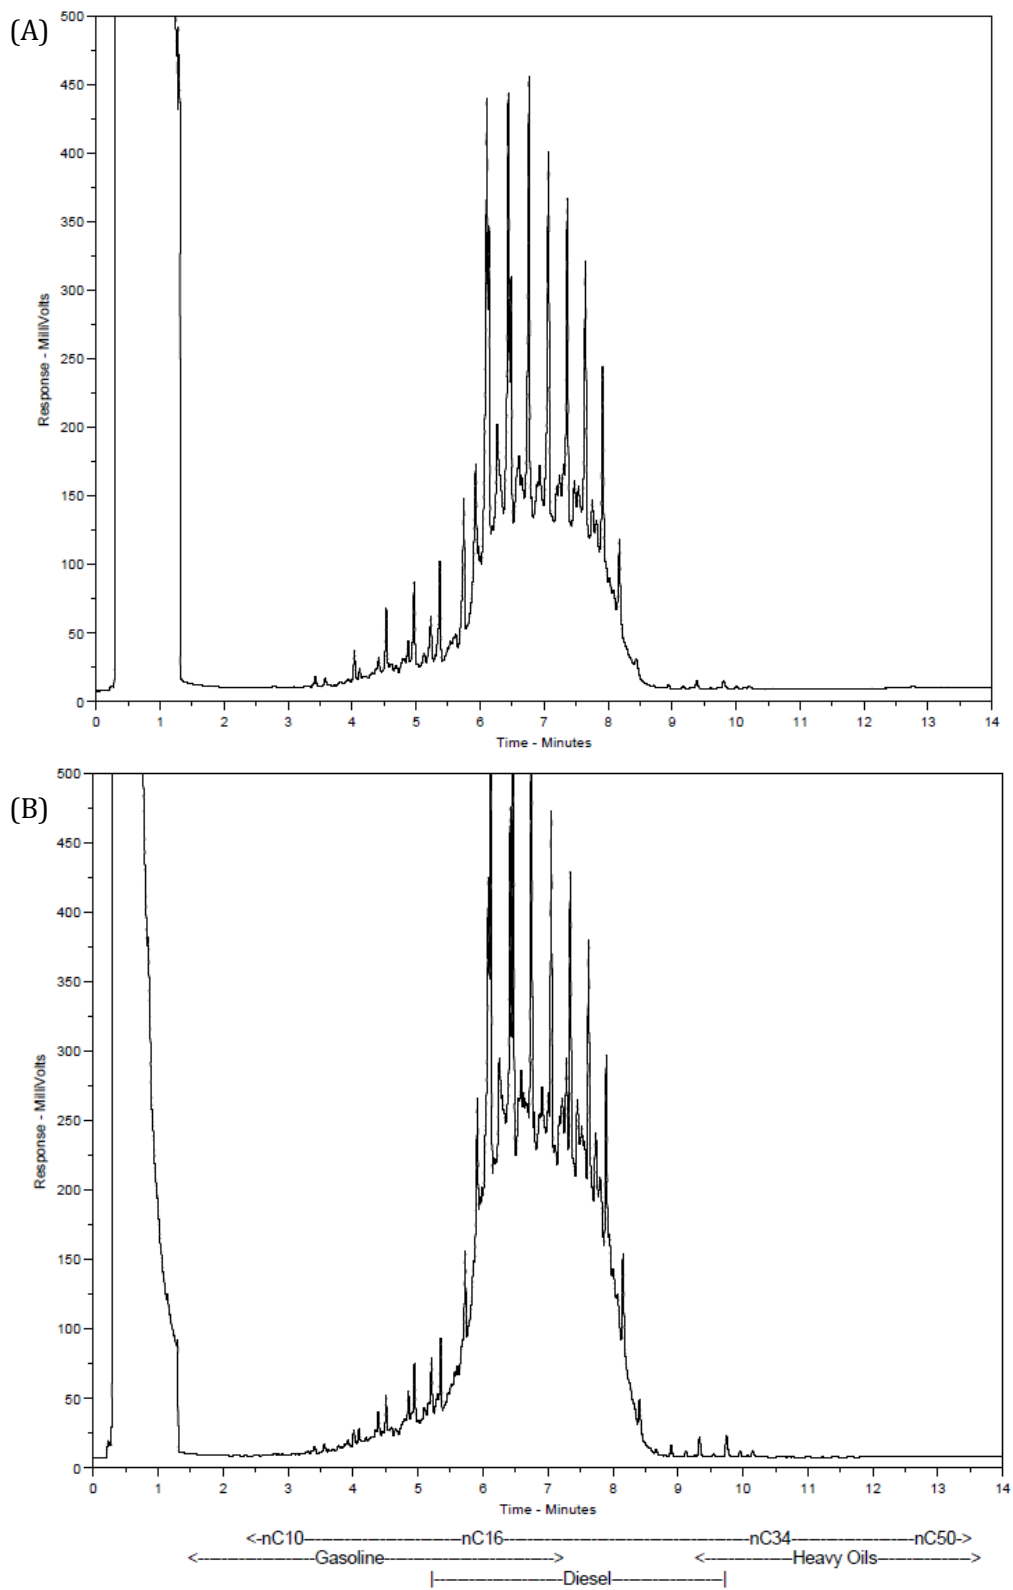 (A)
500
450
400
350
300
250
200
150
100
50
0
Response - MilliVolts
0 1 2 3 4 5 6 7 8 9 10 11 12 13 14
Time - Minutes
(B)
500
450
400
350
300
250
200
150
100
50
0
Response - MilliVolts
0 1 2 3 4 5 6 7 8 9 10 11 12 13 14
Time - Minutes
<-nC10----------------------nC16-----------------------------------nC34-----------------nC50->
<----------------Gasoline----------------------> <------------Heavy Oils------------->
|-----------------Diesel----------------|